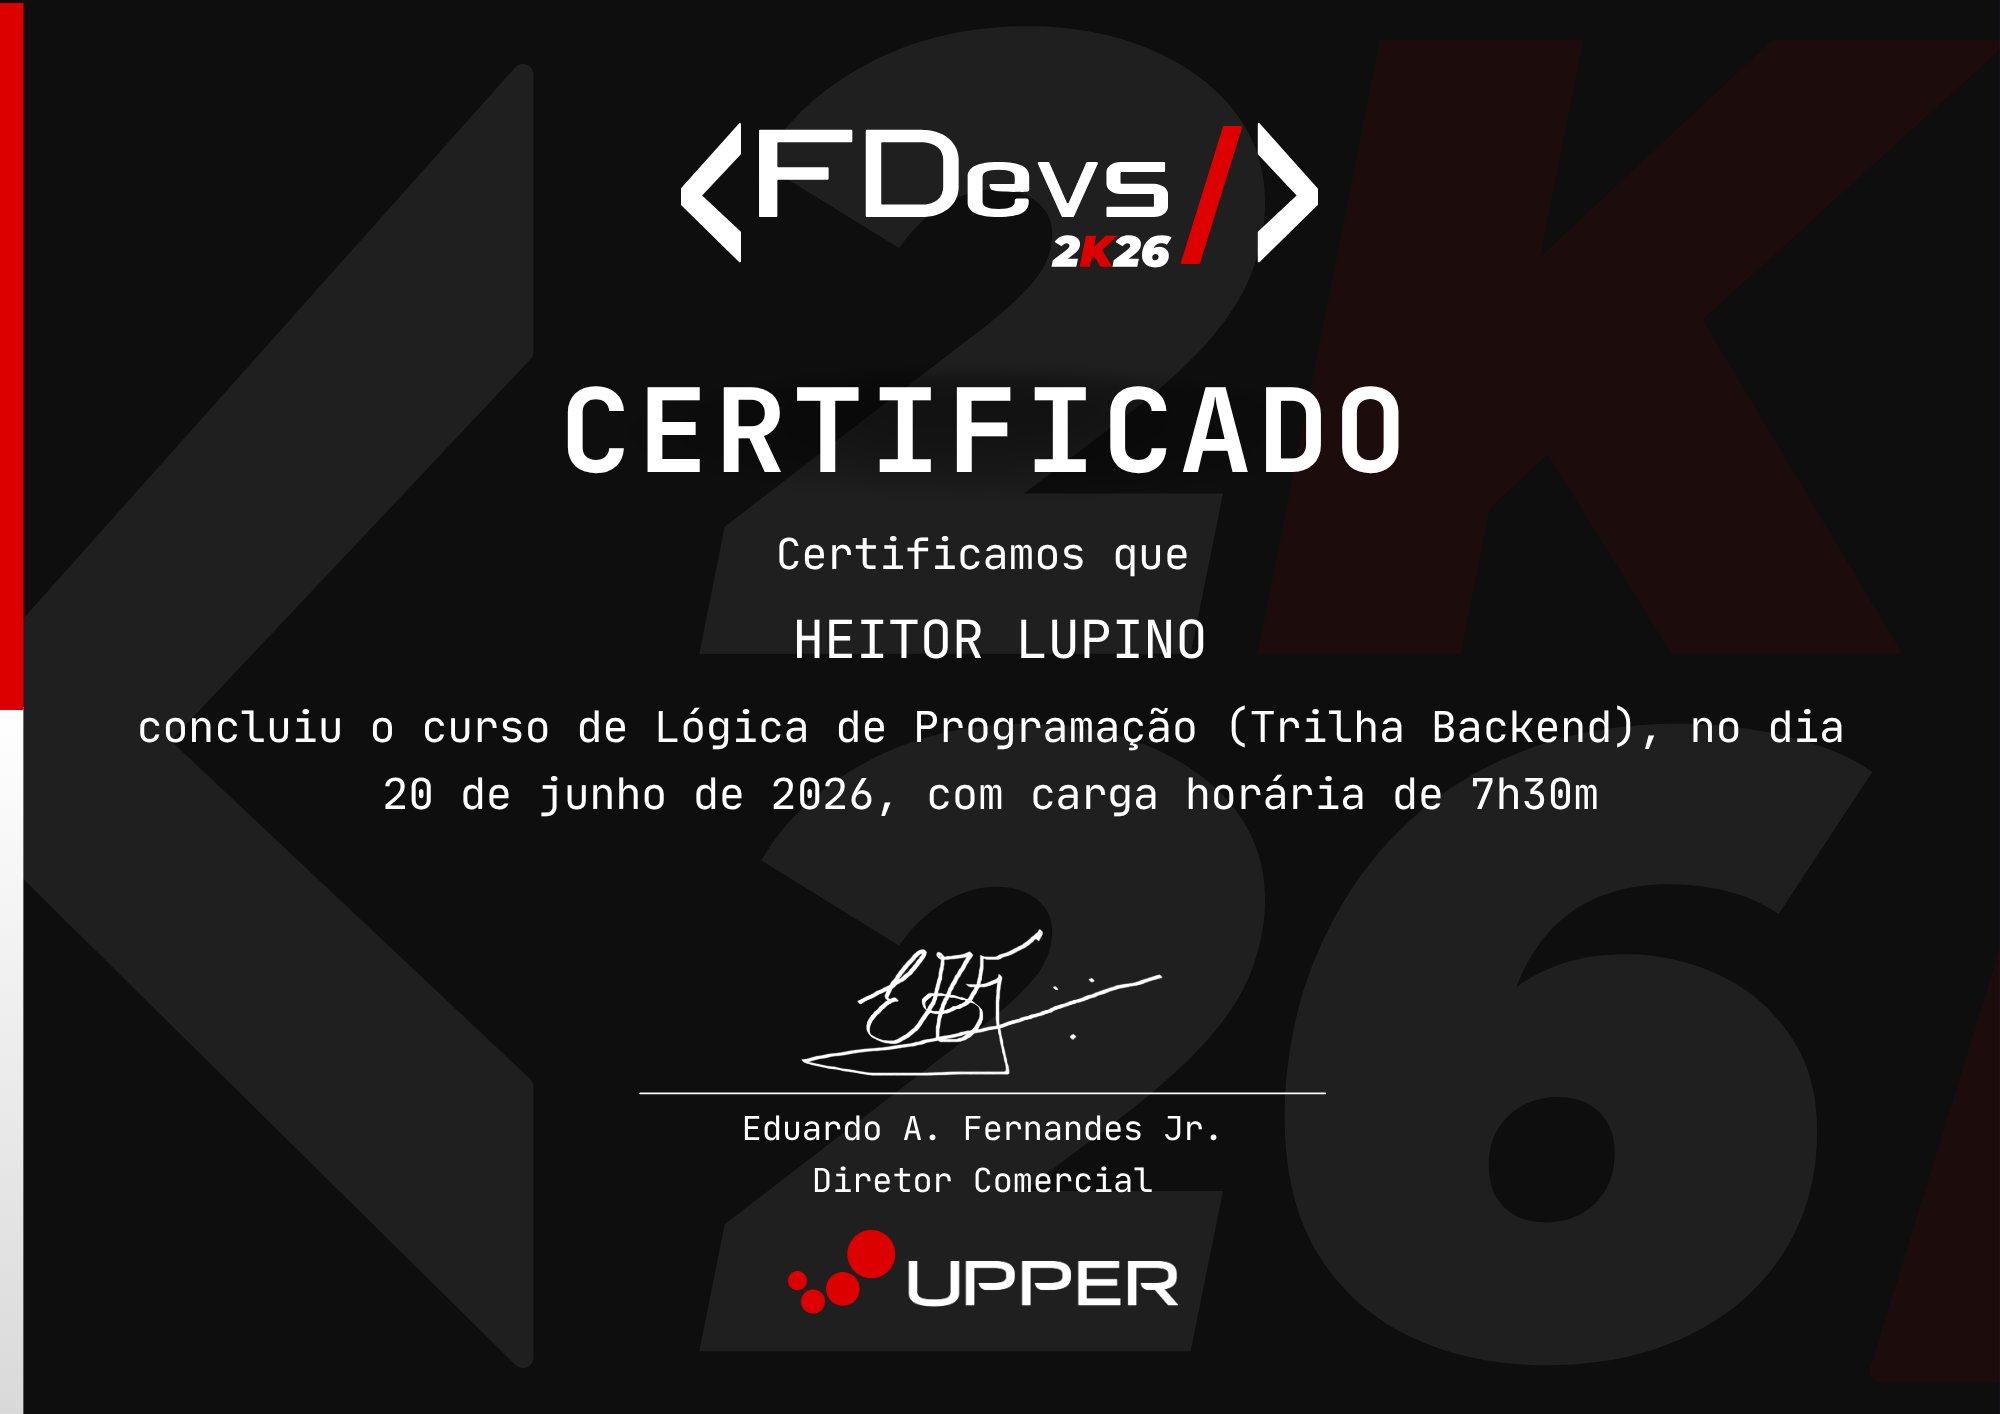 <FDevs/>
2K26
CERTIFICADO
Certificamos que
HEITOR LUPINO
concluiu o curso de Lógica de Programação (Trilha Backend), no dia
20 de junho de 2026, com carga horária de 7h30m
Eduardo A. Fernandes Jr.
Diretor Comercial
UPPER